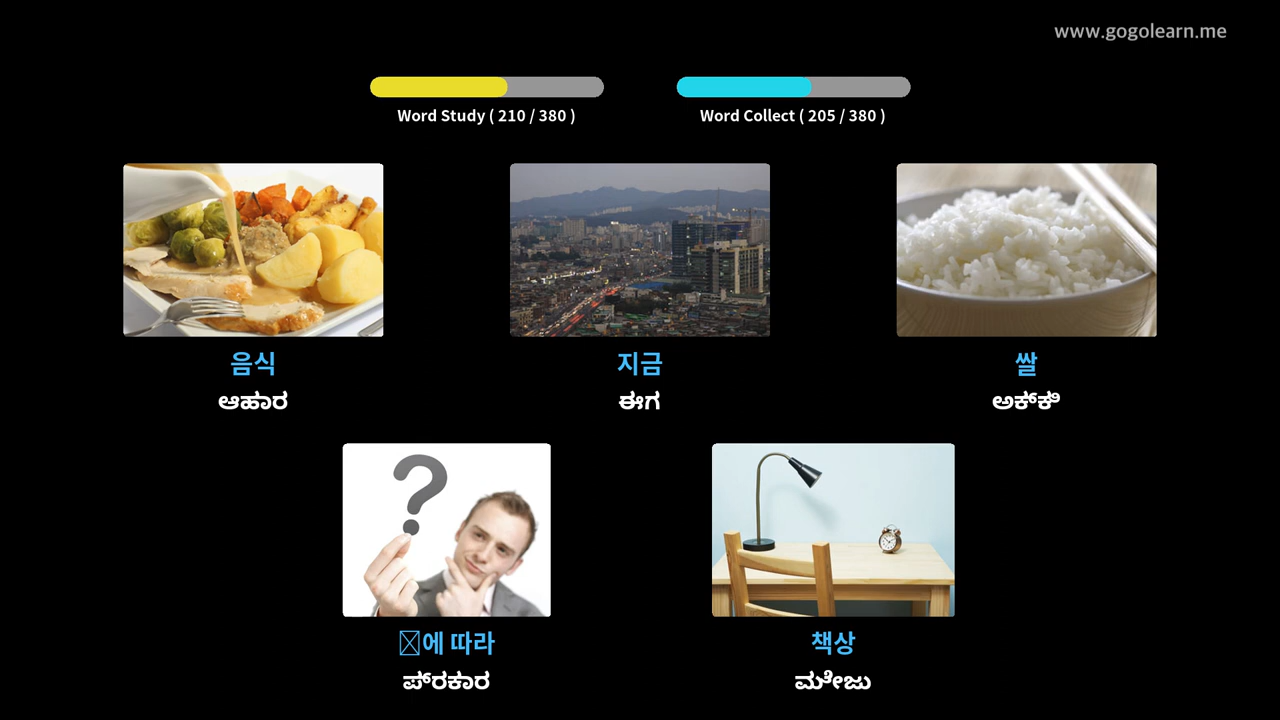 www.gogolearn.me
Word Study ( 210 / 380 )
Word Collect ( 205 / 380 )
음식
지금
쌀
ಆಹಾರ
ಈಗ
ಅಕ್ಕಿ
에 따라
책상
ಪ್ರಕಾರ
ಮೇಜು